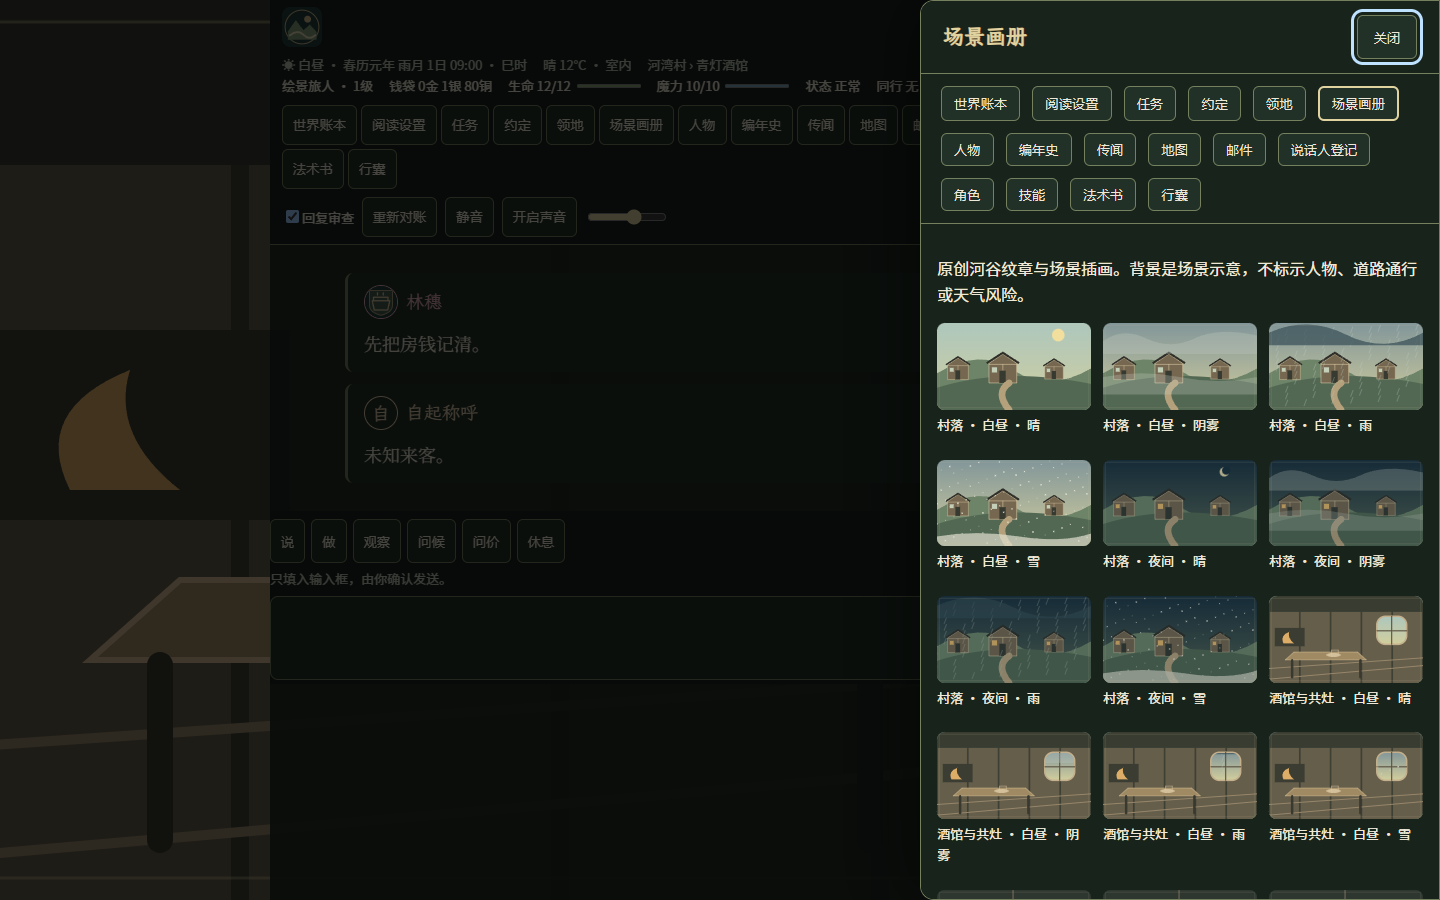 ☀ 白昼 · 春历元年 雨月 1日 09:00 · 巳时 晴 12°C · 室内 河湾村 › 青灯酒馆
绘景旅人 · 1级 钱袋 0金 1银 80铜 生命 12/12 魔力 10/10 状态 正常 同行 无
世界账本 阅读设置 任务 约定 领地 场景画册 人物 编年史 传闻 地图
法术书 行囊
回复审查 重新对账 静音 开启声音
林穗
先把房钱记清。
自 自起称呼
未知来客。
说 做 观察 问候 问价 休息
只填入输入框，由你确认发送。
场景画册 关闭
世界账本 阅读设置 任务 约定 领地 场景画册
人物 编年史 传闻 地图 邮件 说话人登记
角色 技能 法术书 行囊
原创河谷纹章与场景插画。背景是场景示意，不标示人物、道路通行
或天气风险。
村落 · 白昼 · 晴 村落 · 白昼 · 阴雾 村落 · 白昼 · 雨
村落 · 白昼 · 雪 村落 · 夜间 · 晴 村落 · 夜间 · 阴雾
村落 · 夜间 · 雨 村落 · 夜间 · 雪 酒馆与共灶 · 白昼 · 晴
酒馆与共灶 · 白昼 · 阴
雾
酒馆与共灶 · 白昼 · 雨 酒馆与共灶 · 白昼 · 雪